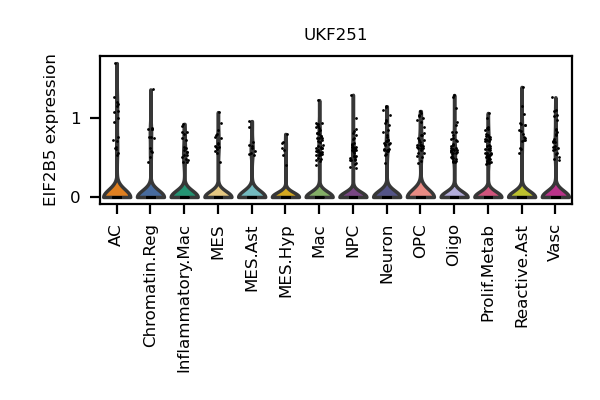 UKF251
EIF2B5 expression
1
0
AC
Chromatin.Reg
Inflammatory.Mac
MES
MES.Ast
MES.Hyp
Mac
NPC
Neuron
OPC
Oligo
Prolif.Metab
Reactive.Ast
Vasc